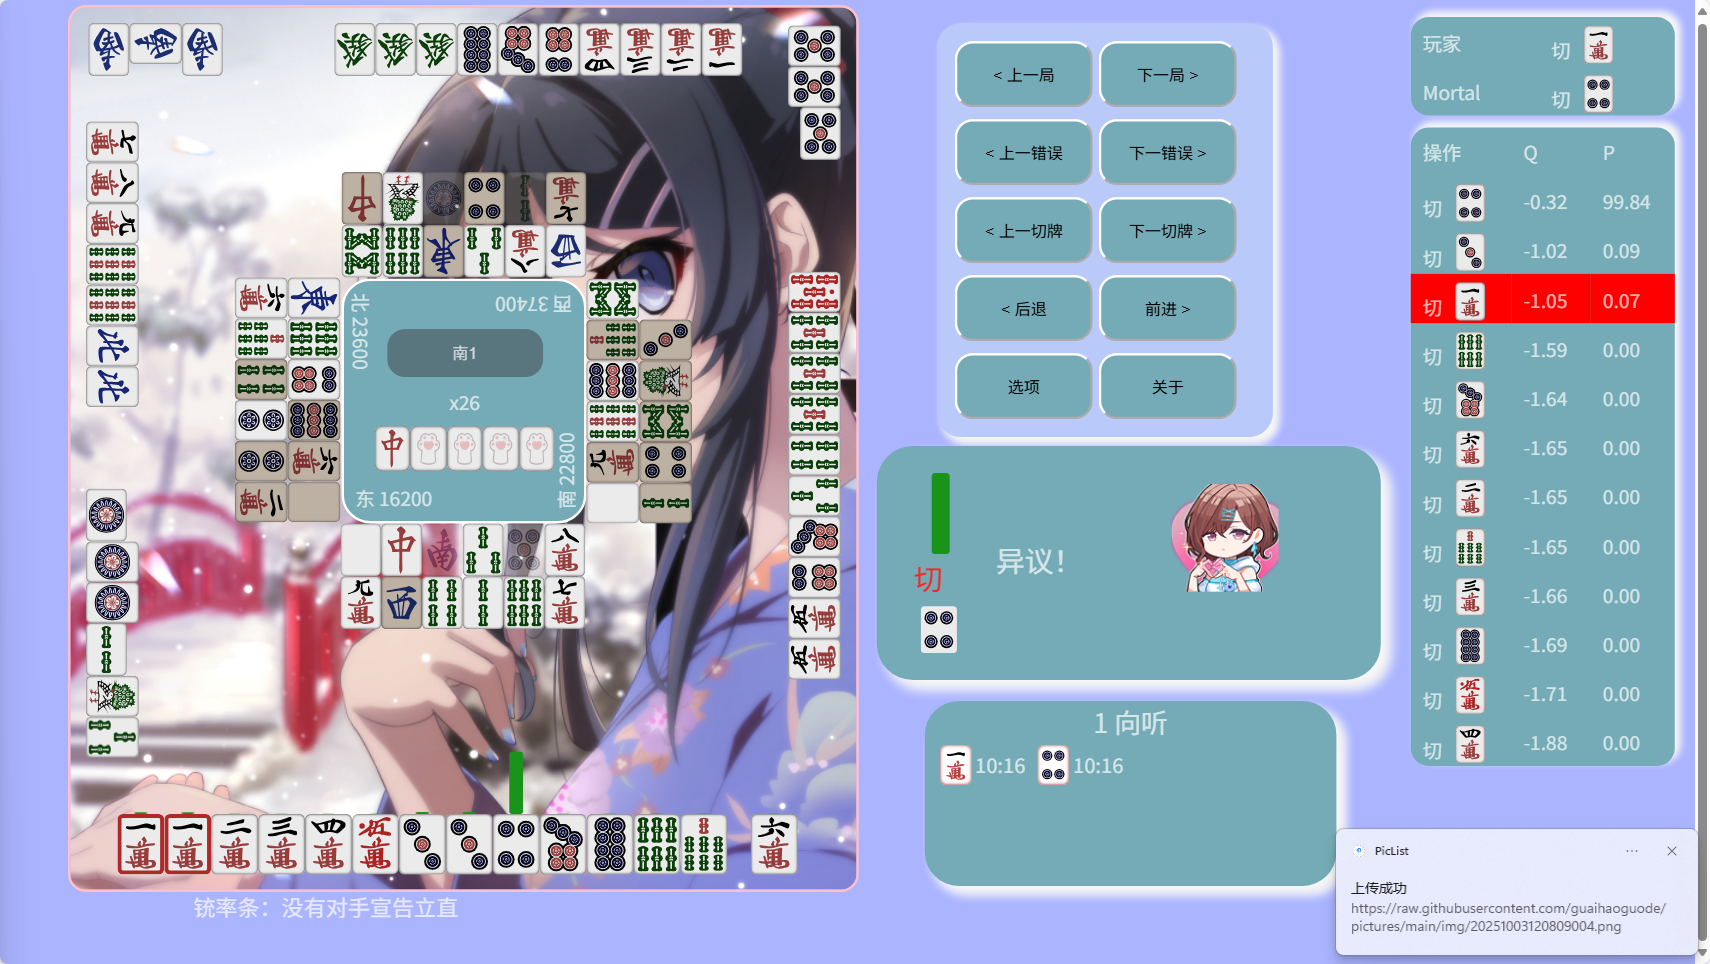 < 上一局
下一局 >
< 上一错误
下一错误 >
< 上一切牌
下一切牌 >
< 后退
前进 >
选项
关于
玩家
切
Mortal
切
操作 Q P
切 -0.32 99.84
切 -1.02 0.09
切 -1.05 0.07
切 -1.59 0.00
切 -1.64 0.00
切 -1.65 0.00
切 -1.65 0.00
切 -1.65 0.00
切 -1.66 0.00
切 -1.69 0.00
切 -1.71 0.00
切 -1.88 0.00
西 37400
北 23600
南1
x26
南 22800
东 16200
切
异议！
1 向听
10:16
10:16
铳率条：没有对手宣告立直
PicList
上传成功
https://raw.githubusercontent.com/guaihaoguode/
pictures/main/img/20251003120809004.png